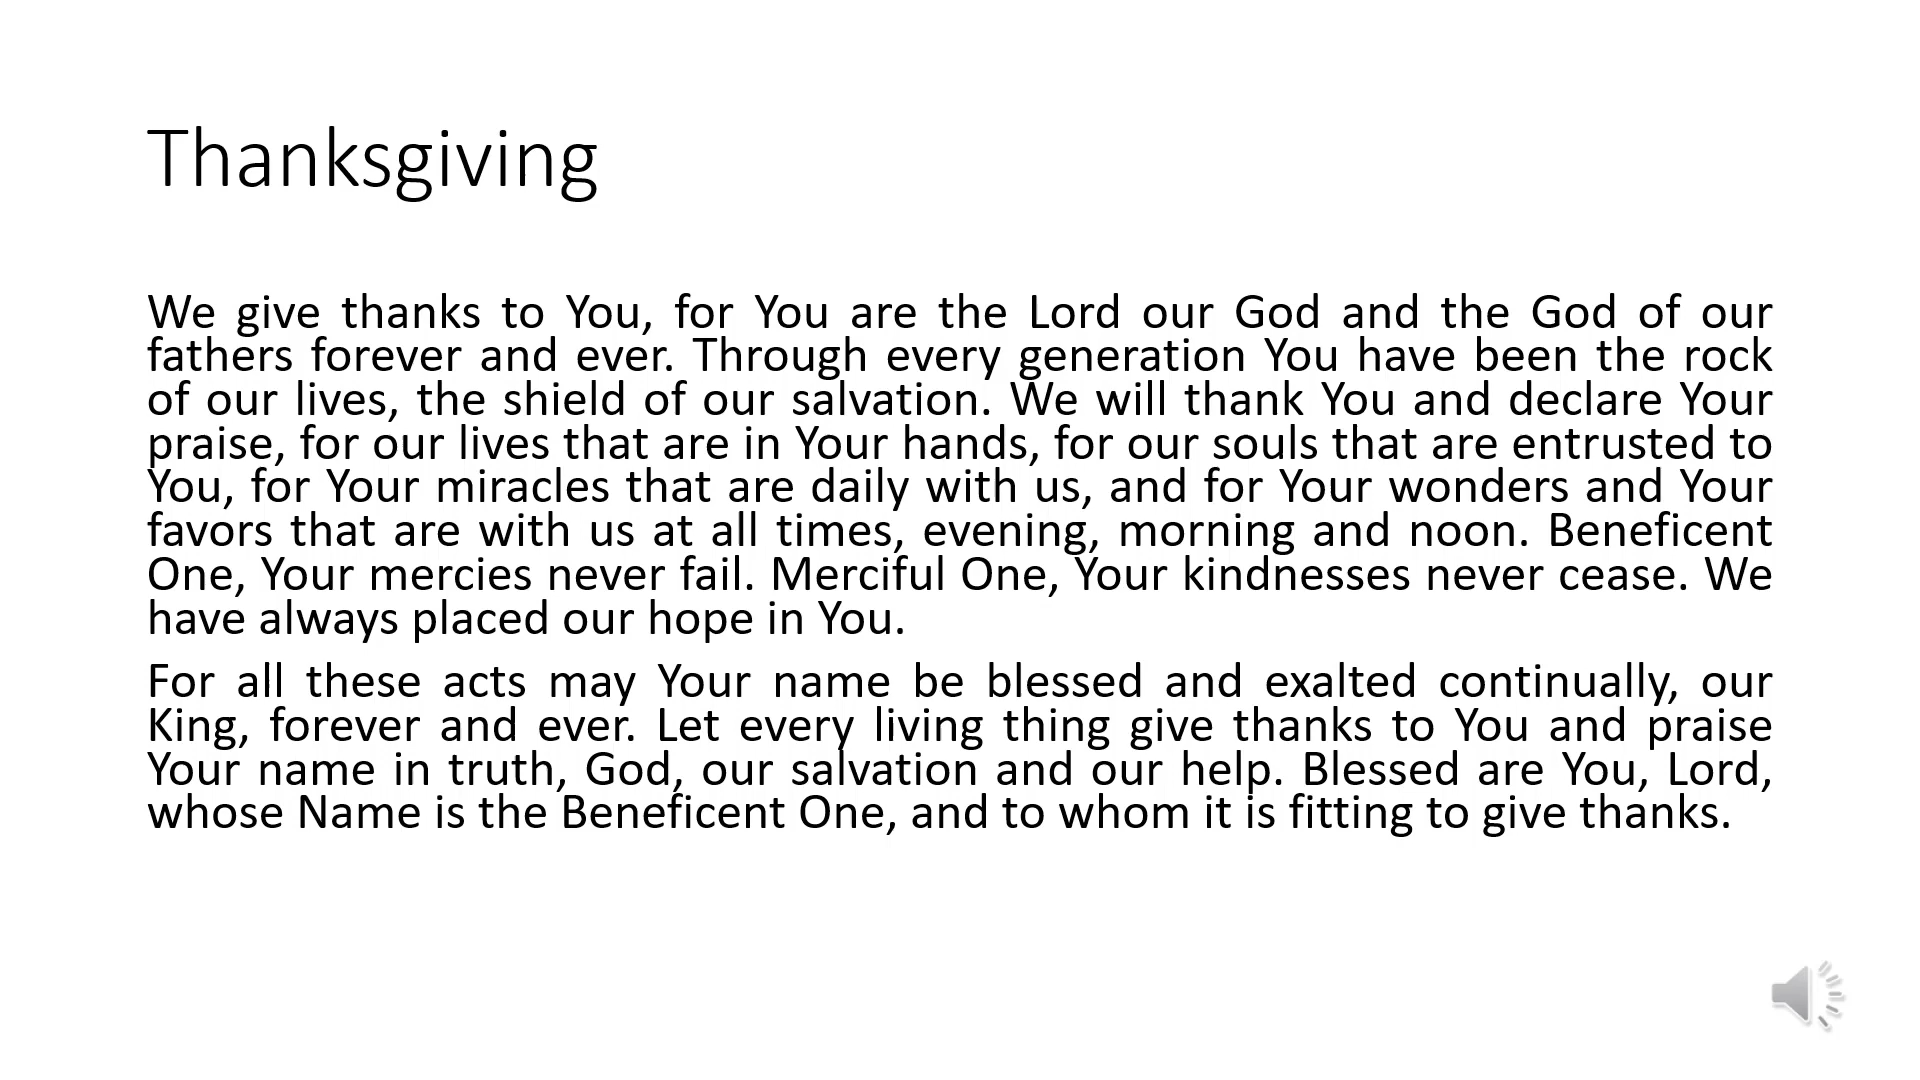 Thanksgiving
We give thanks to You, for You are the Lord our God and the God of our
fathers forever and ever. Through every generation You have been the rock
of our lives, the shield of our salvation. We will thank You and declare Your
praise, for our lives that are in Your hands, for our souls that are entrusted to
You, for Your miracles that are daily with us, and for Your wonders and Your
favors that are with us at all times, evening, morning and noon. Beneficent
One, Your mercies never fail. Merciful One, Your kindnesses never cease. We
have always placed our hope in You.
For all these acts may Your name be blessed and exalted continually, our
King, forever and ever. Let every living thing give thanks to You and praise
Your name in truth, God, our salvation and our help. Blessed are You, Lord,
whose Name is the Beneficent One, and to whom it is fitting to give thanks.